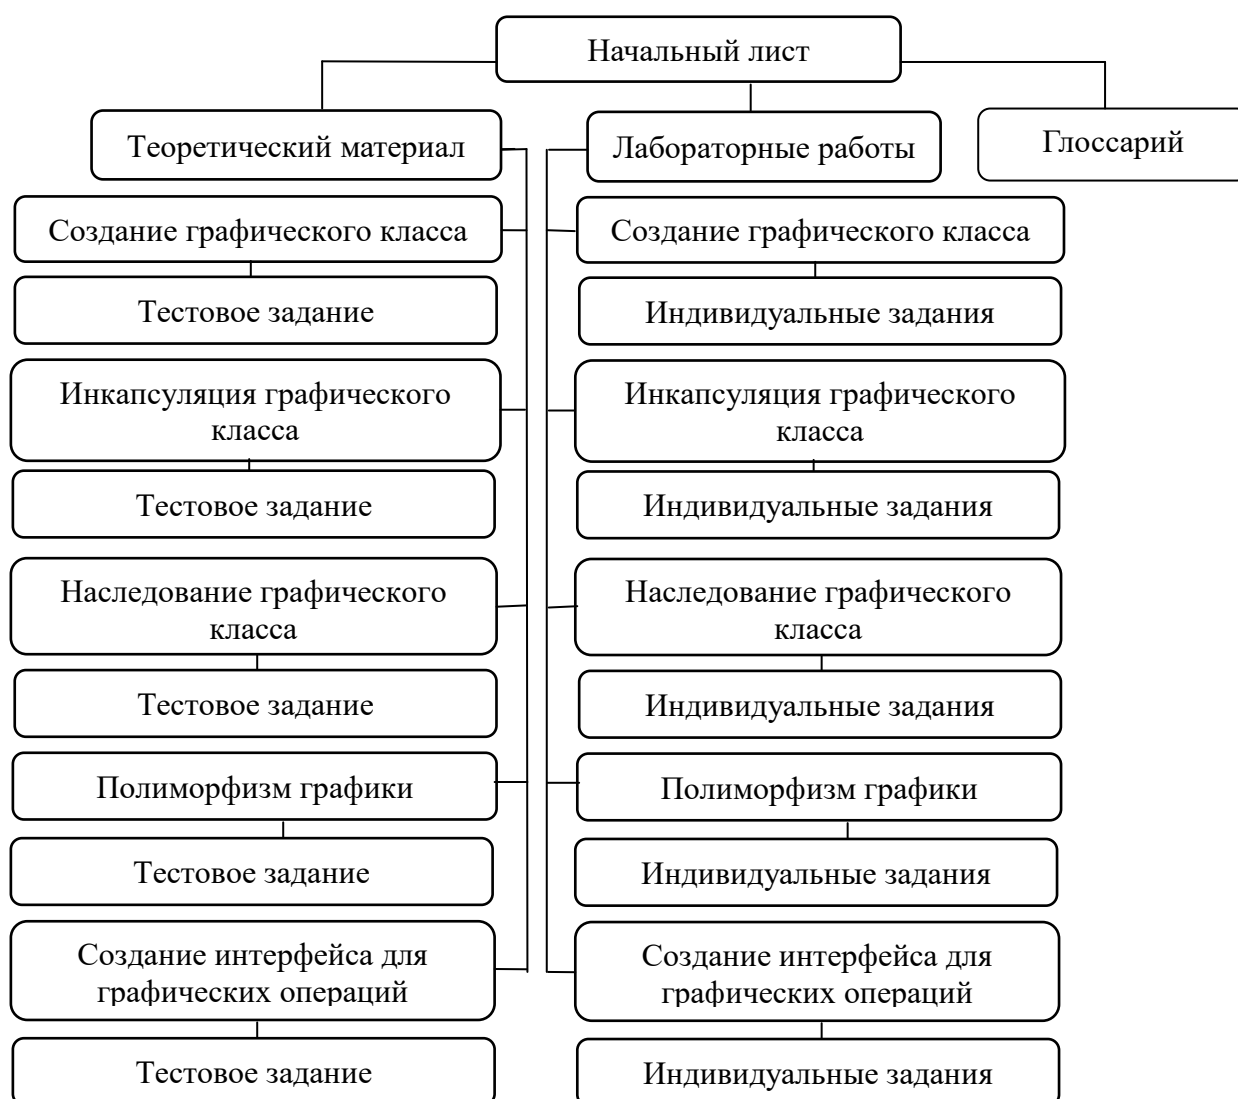 Начальный лист
Теоретический материал
Лабораторные работы
Глоссарий
Создание графического класса
Создание графического класса
Тестовое задание
Индивидуальные задания
Инкапсуляция графического
класса
Инкапсуляция графического
класса
Тестовое задание
Индивидуальные задания
Наследование графического
класса
Наследование графического
класса
Тестовое задание
Индивидуальные задания
Полиморфизм графики
Полиморфизм графики
Тестовое задание
Индивидуальные задания
Создание интерфейса для
графических операций
Создание интерфейса для
графических операций
Тестовое задание
Индивидуальные задания